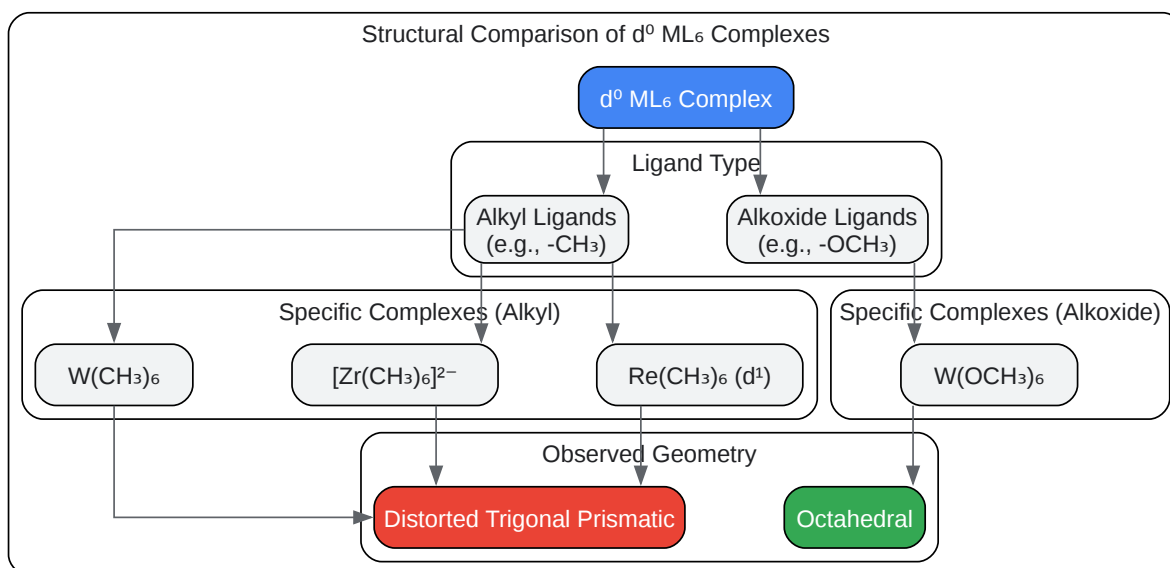 Structural Comparison of d⁰ ML₆ Complexes
d⁰ ML₆ Complex
Ligand Type
Alkyl Ligands
(e.g., -CH₃)
Alkoxide Ligands
(e.g., -OCH₃)
Specific Complexes (Alkyl)
Specific Complexes (Alkoxide)
W(CH₃)₆
[Zr(CH₃)₆]²⁻
Re(CH₃)₆ (d¹)
W(OCH₃)₆
Observed Geometry
Distorted Trigonal Prismatic
Octahedral